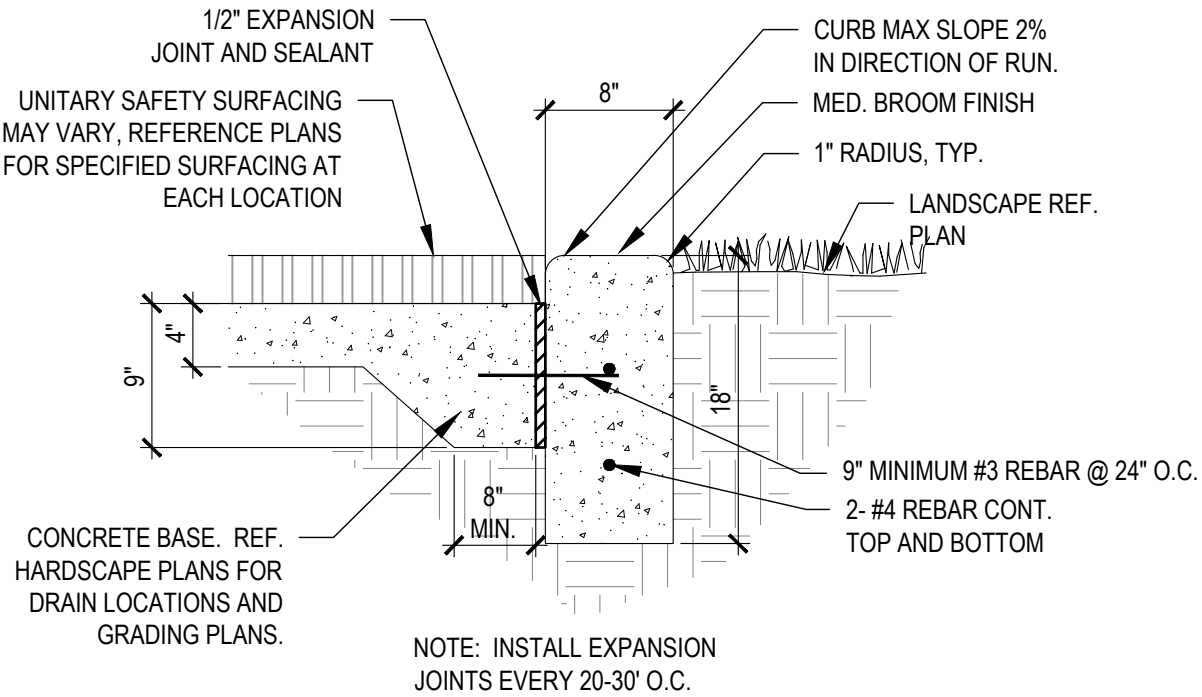 1/2" EXPANSION
JOINT AND SEALANT
UNITARY SAFETY SURFACING
MAY VARY, REFERENCE PLANS
FOR SPECIFIED SURFACING AT
EACH LOCATION
8"
CURB MAX SLOPE 2%
IN DIRECTION OF RUN.
MED. BROOM FINISH
1" RADIUS, TYP.
LANDSCAPE REF.
PLAN
4"
9"
18"
8"
MIN.
9" MINIMUM #3 REBAR @ 24" O.C.
2- #4 REBAR CONT.
TOP AND BOTTOM
CONCRETE BASE. REF.
HARDSCAPE PLANS FOR
DRAIN LOCATIONS AND
GRADING PLANS.
NOTE: INSTALL EXPANSION
JOINTS EVERY 20-30' O.C.